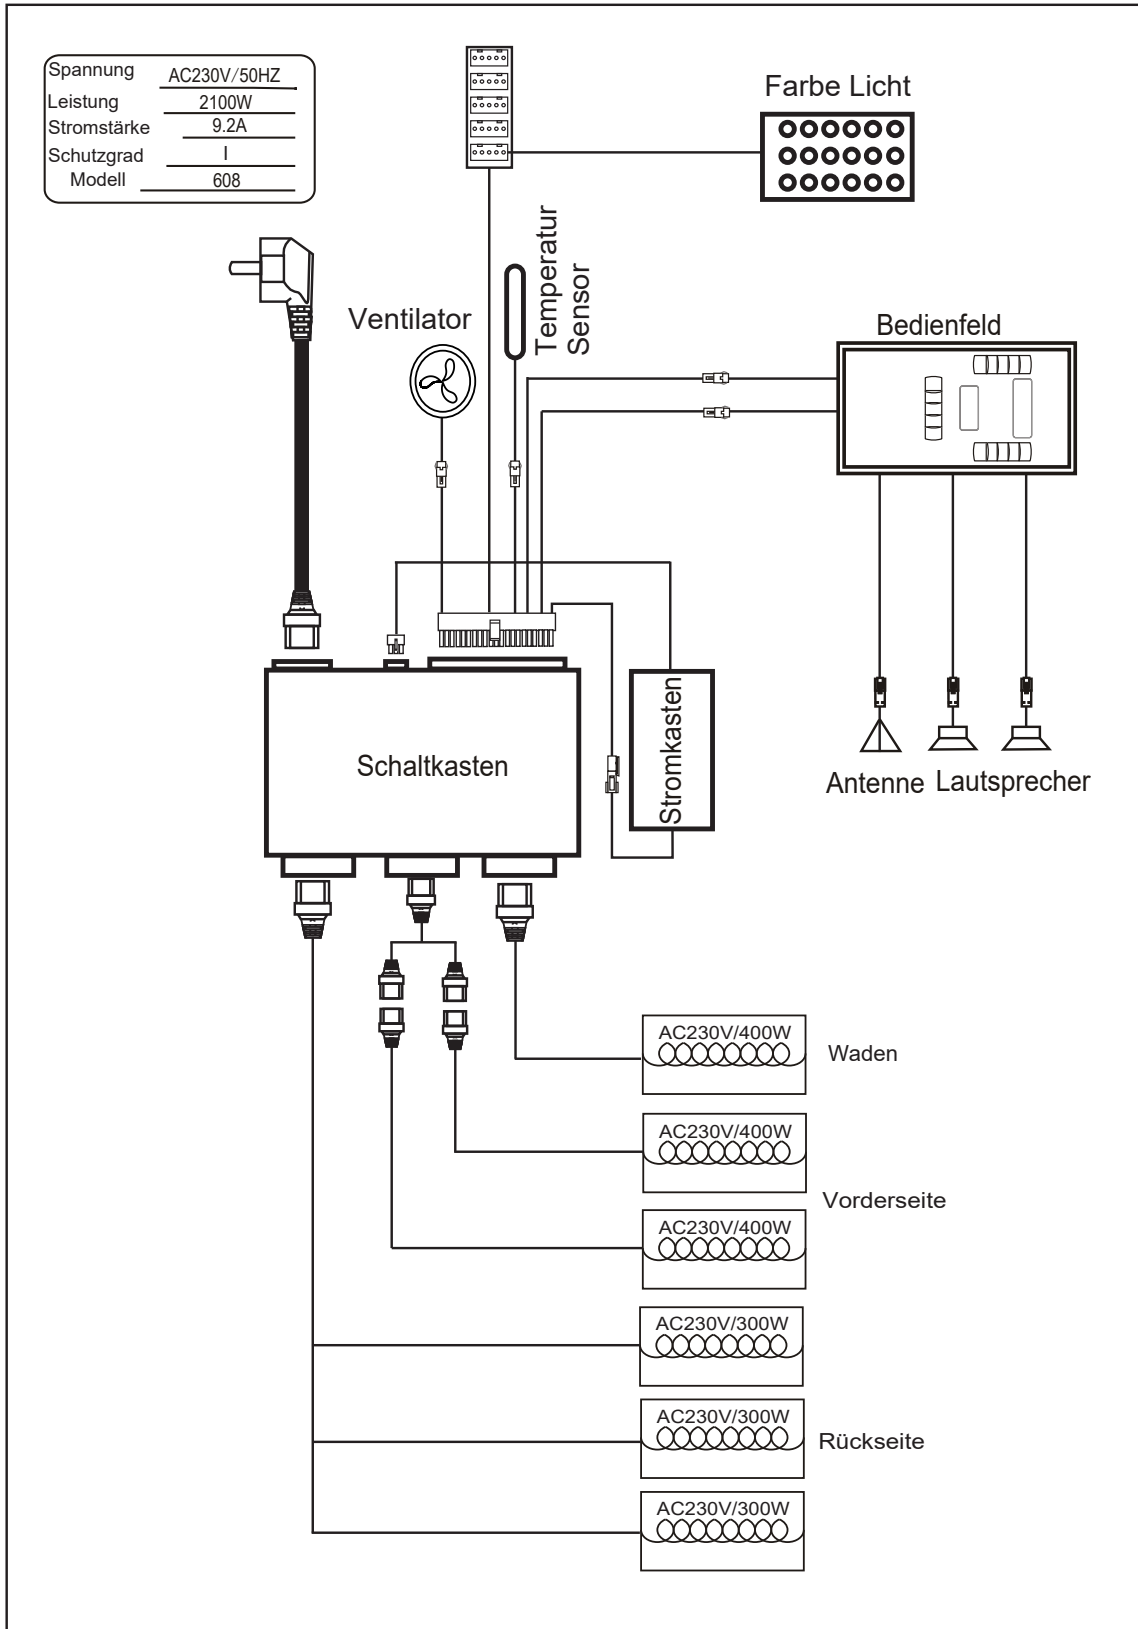 Spannung AC230V/50HZ
Leistung 2100W
Stromstärke 9.2A
Schutzgrad I
Modell 608
Farbe Licht
Temperatur
Sensor
Ventilator
Bedienfeld
Schaltkasten
Stromkasten
Antenne Lautsprecher
AC230V/400W
Waden
AC230V/400W
Vorderseite
AC230V/400W
AC230V/300W
AC230V/300W
Rückseite
AC230V/300W